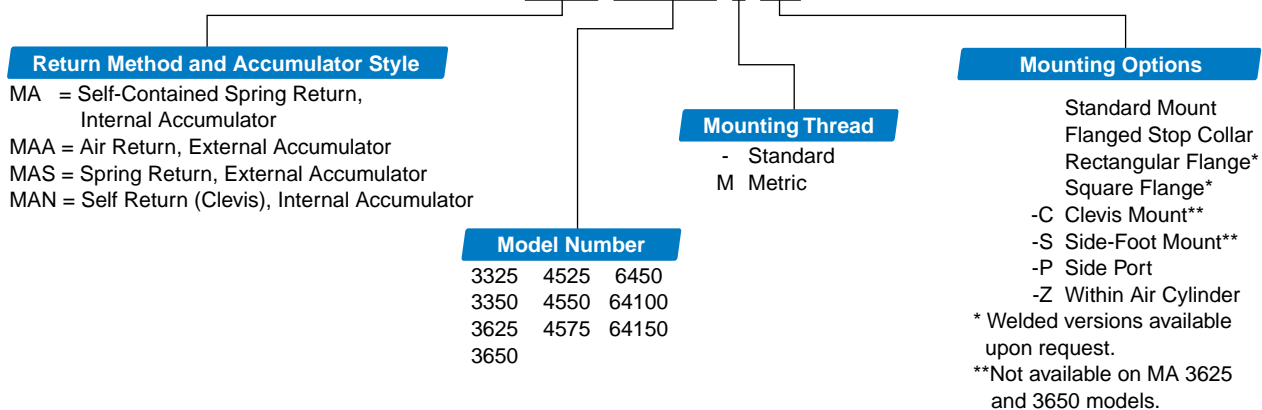 Return Method and Accumulator Style
MA = Self-Contained Spring Return,
Internal Accumulator
MAA = Air Return, External Accumulator
MAS = Spring Return, External Accumulator
MAN = Self Return (Clevis), Internal Accumulator
Model Number
3325 4525 6450
3350 4550 64100
3625 4575 64150
3650
Mounting Thread
- Standard
M Metric
Mounting Options
Standard Mount
Flanged Stop Collar
Rectangular Flange*
Square Flange*
-C Clevis Mount**
-S Side-Foot Mount**
-P Side Port
-Z Within Air Cylinder
* Welded versions available
upon request.
**Not available on MA 3625
and 3650 models.